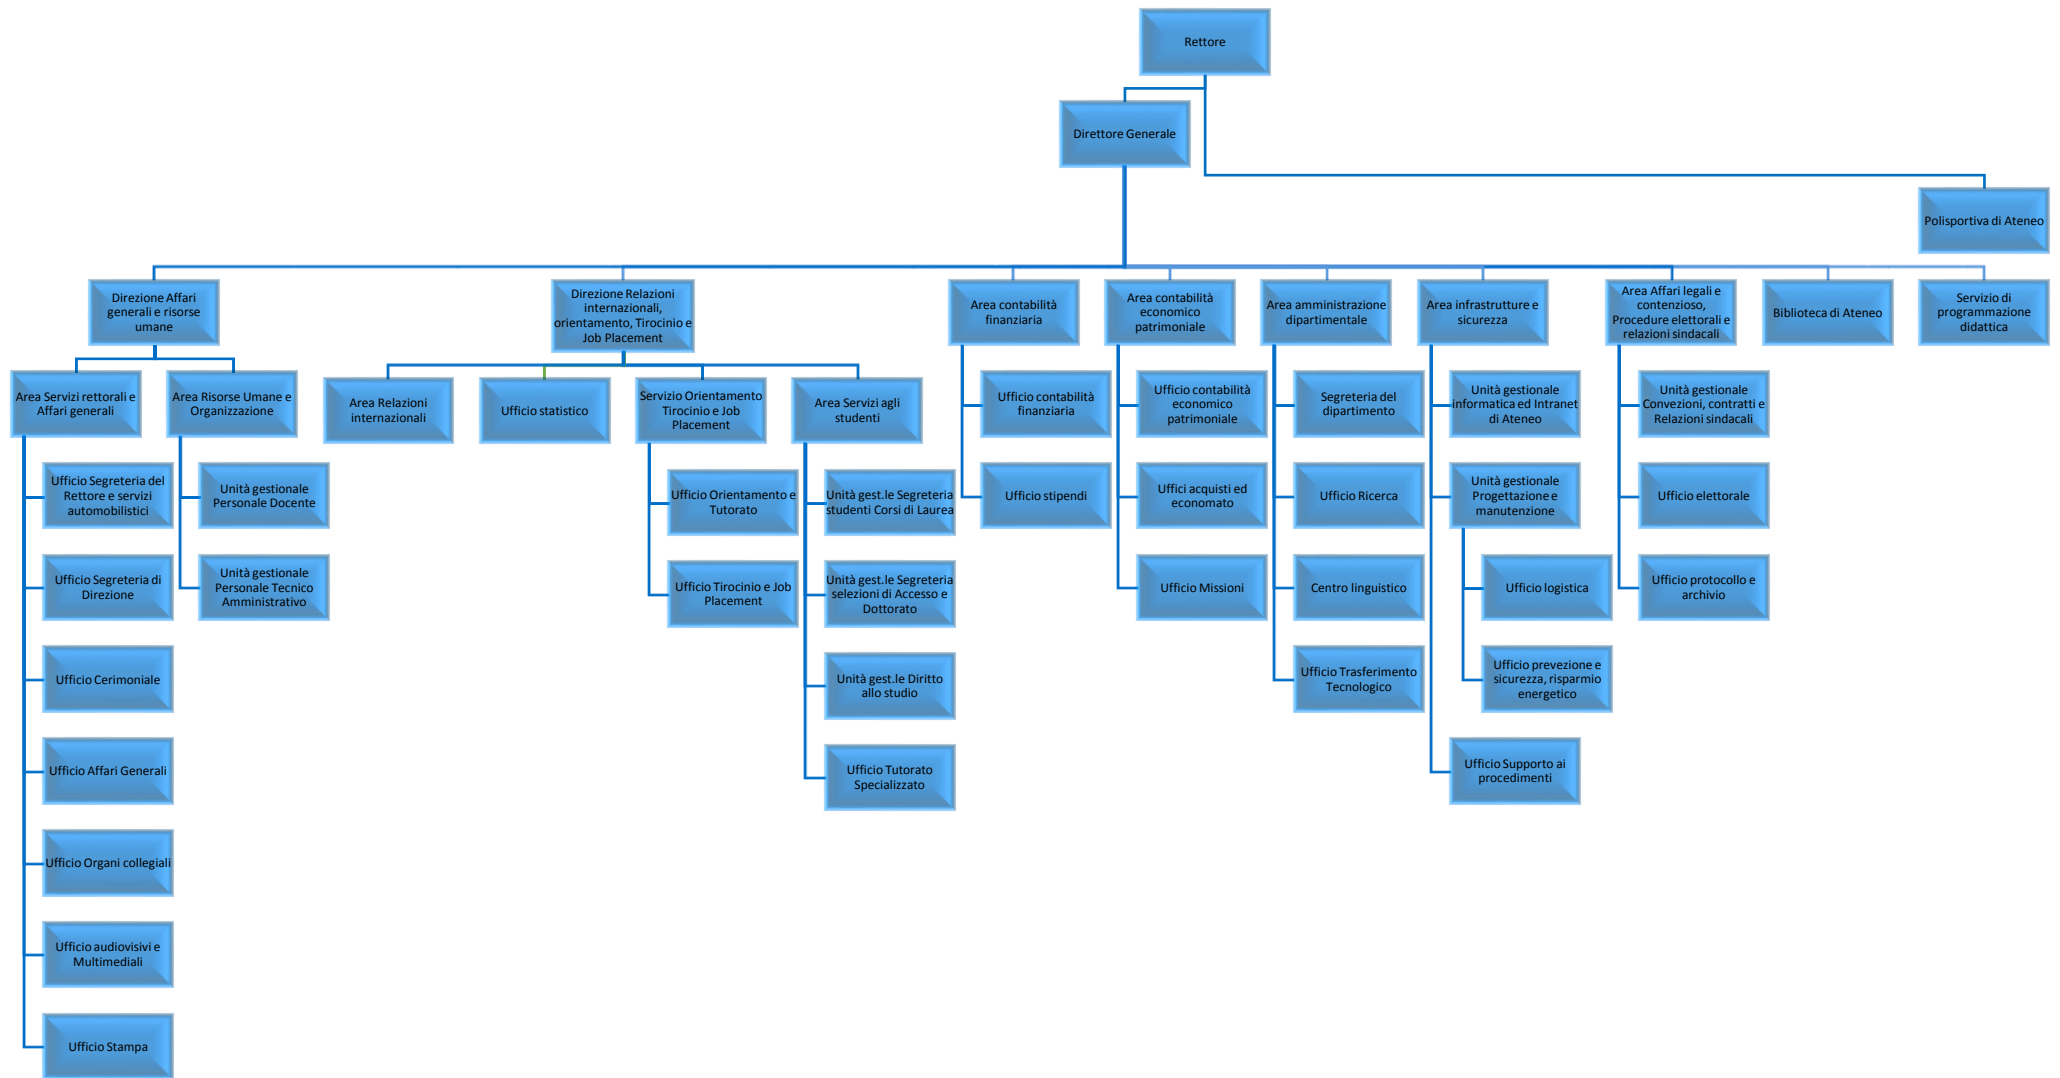 Rettore
Direttore Generale
Polisportiva di Ateneo
Direzione Affari
generali e risorse
umane
Direzione Relazioni
internazionali,
orientamento, Tirocinio e
Job Placement
Area contabilità
finanziaria
Area contabilità
economico
patrimoniale
Area amministrazione
dipartimentale
Area infrastrutture e
sicurezza
Area Affari legali e
contenzioso,
Procedure elettorali e
relazioni sindacali
Biblioteca di Ateneo
Servizio di
programmazione
didattica
Area Servizi rettorali e
Affari generali
Area Risorse Umane e
Organizzazione
Area Relazioni
internazionali
Ufficio statistico
Servizio Orientamento
Tirocinio e Job
Placement
Area Servizi agli
studenti
Ufficio contabilità
finanziaria
Ufficio contabilità
economico
patrimoniale
Segreteria del
dipartimento
Unità gestionale
informatica ed Intranet
di Ateneo
Unità gestionale
Convezioni, contratti e
Relazioni sindacali
Ufficio Segreteria del
Rettore e servizi
automobilistici
Unità gestionale
Personale Docente
Ufficio Orientamento e
Tutorato
Unità gest.le Segreteria
studenti Corsi di Laurea
Ufficio stipendi
Uffici acquisti ed
economato
Ufficio Ricerca
Unità gestionale
Progettazione e
manutenzione
Ufficio elettorale
Ufficio Segreteria di
Direzione
Unità gestionale
Personale Tecnico
Amministrativo
Ufficio Tirocinio e Job
Placement
Unità gest.le Segreteria
selezioni di Accesso e
Dottorato
Ufficio Missioni
Centro linguistico
Ufficio logistica
Ufficio protocollo e
archivio
Ufficio Cerimoniale
Unità gest.le Diritto
allo studio
Ufficio Trasferimento
Tecnologico
Ufficio prevezione e
sicurezza, risparmio
energetico
Ufficio Affari Generali
Ufficio Tutorato
Specializzato
Ufficio Supporto ai
procedimenti
Ufficio Organi collegiali
Ufficio audiovisivi e
Multimediali
Ufficio Stampa